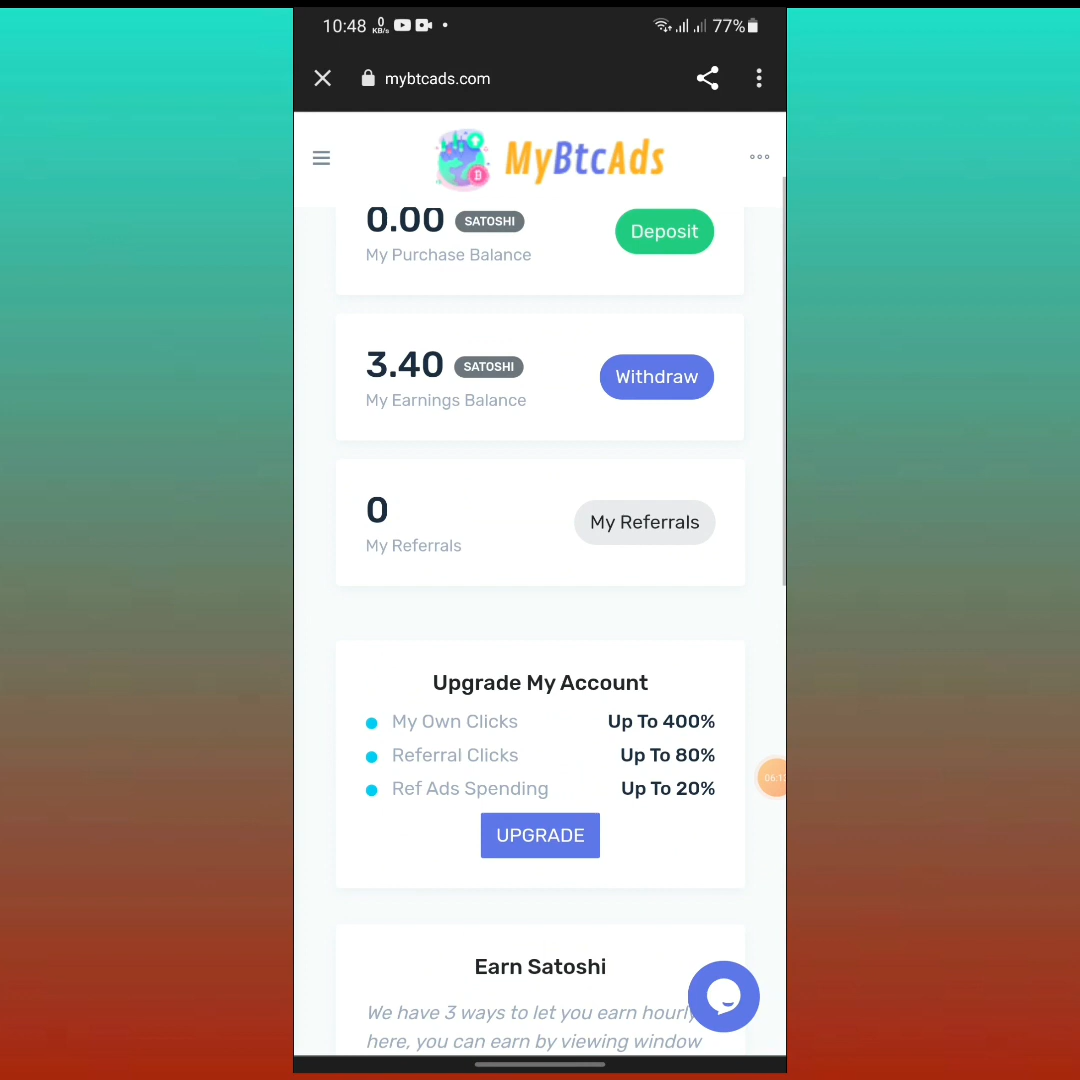 10:48 0 KB/s 77%
mybtcads.com
MyBtcAds
0.00 SATOSHI
Deposit
My Purchase Balance
3.40 SATOSHI
Withdraw
My Earnings Balance
0
My Referrals
My Referrals
Upgrade My Account
My Own Clicks Up To 400%
Referral Clicks Up To 80%
Ref Ads Spending Up To 20%
UPGRADE
Earn Satoshi
We have 3 ways to let you earn hourly
here, you can earn by viewing window